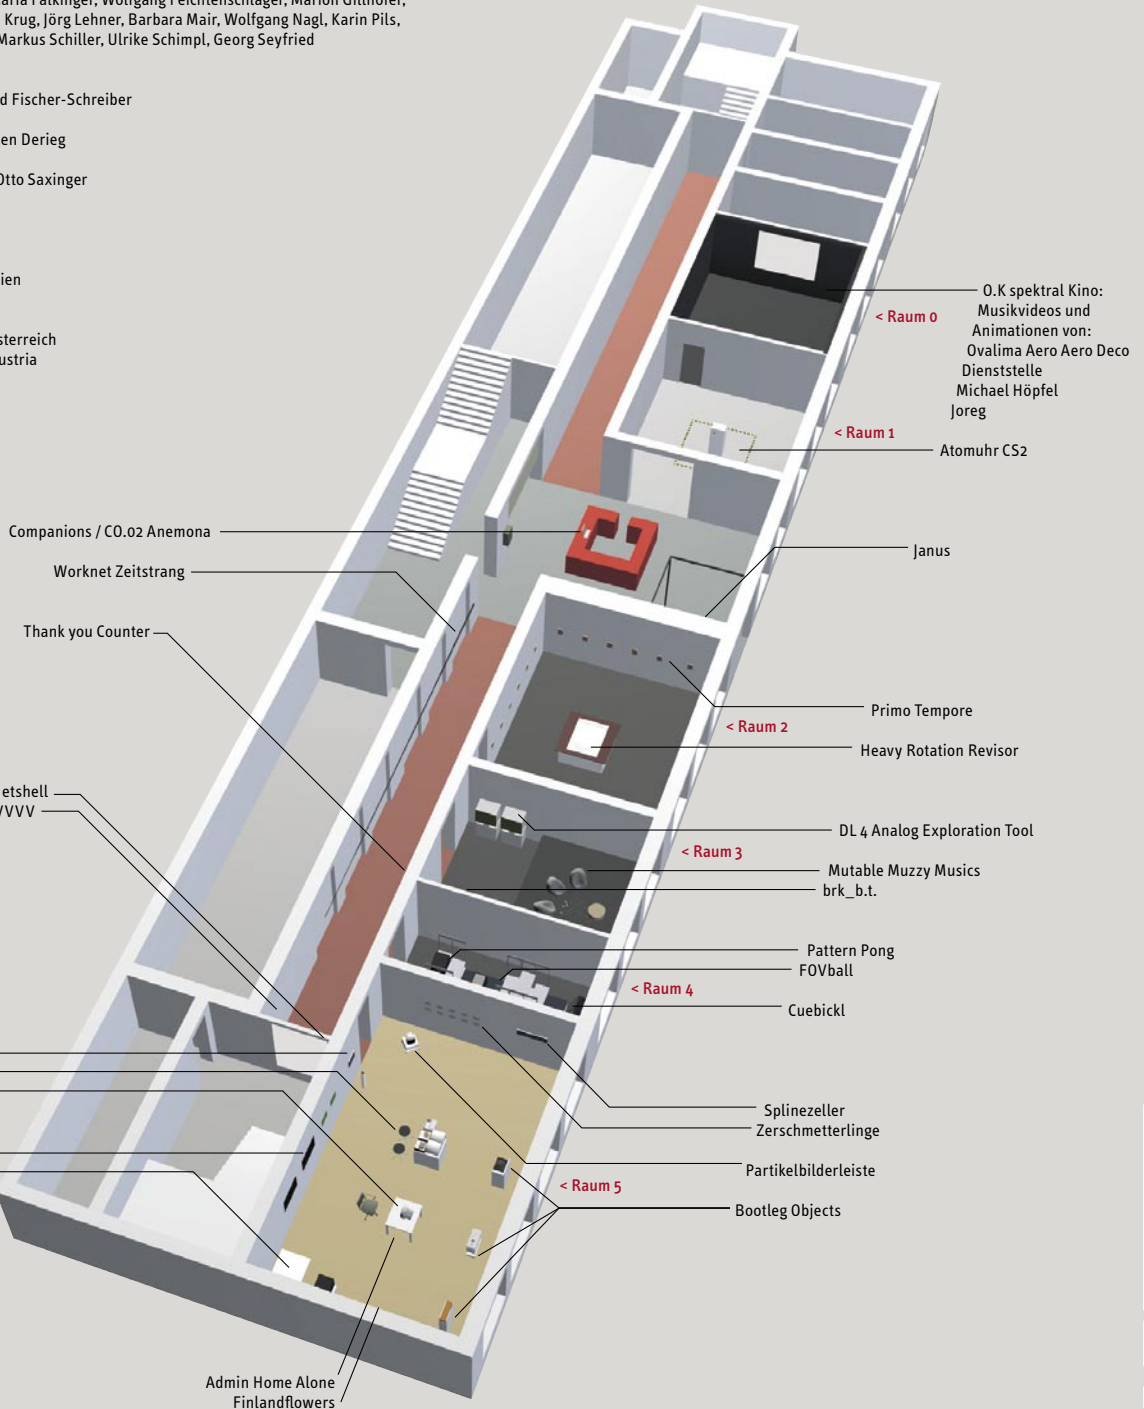 Krug, Jörg Lehner, Barbara Mair, Wolfgang Nagl, Karin Pils,
Markus Schiller, Ulrike Schimpl, Georg Seyfried
Fischer-Schreiber
Derieg
Otto Saxinger
O.K spektral Kino:
Musikvideos und
< Raum 0
Animationen von:
Ovalima Aero Aero Deco
Dienststelle
Michael Höpfel
Joreg
< Raum 1
Atomuhr CS2
Companions / CO.02 Anemona
Janus
Worknet Zeitstrang
Thank you Counter
Primo Tempore
< Raum 2
Heavy Rotation Revisor
etshell
VVVV
DL 4 Analog Exploration Tool
< Raum 3
Mutable Muzzy Musics
brk_b.t.
Pattern Pong
FOVball
< Raum 4
Cuebickl
Splinezeller
Zerschmetterlinge
Partikelbilderleiste
< Raum 5
Bootleg Objects
Admin Home Alone
Finlandflowers